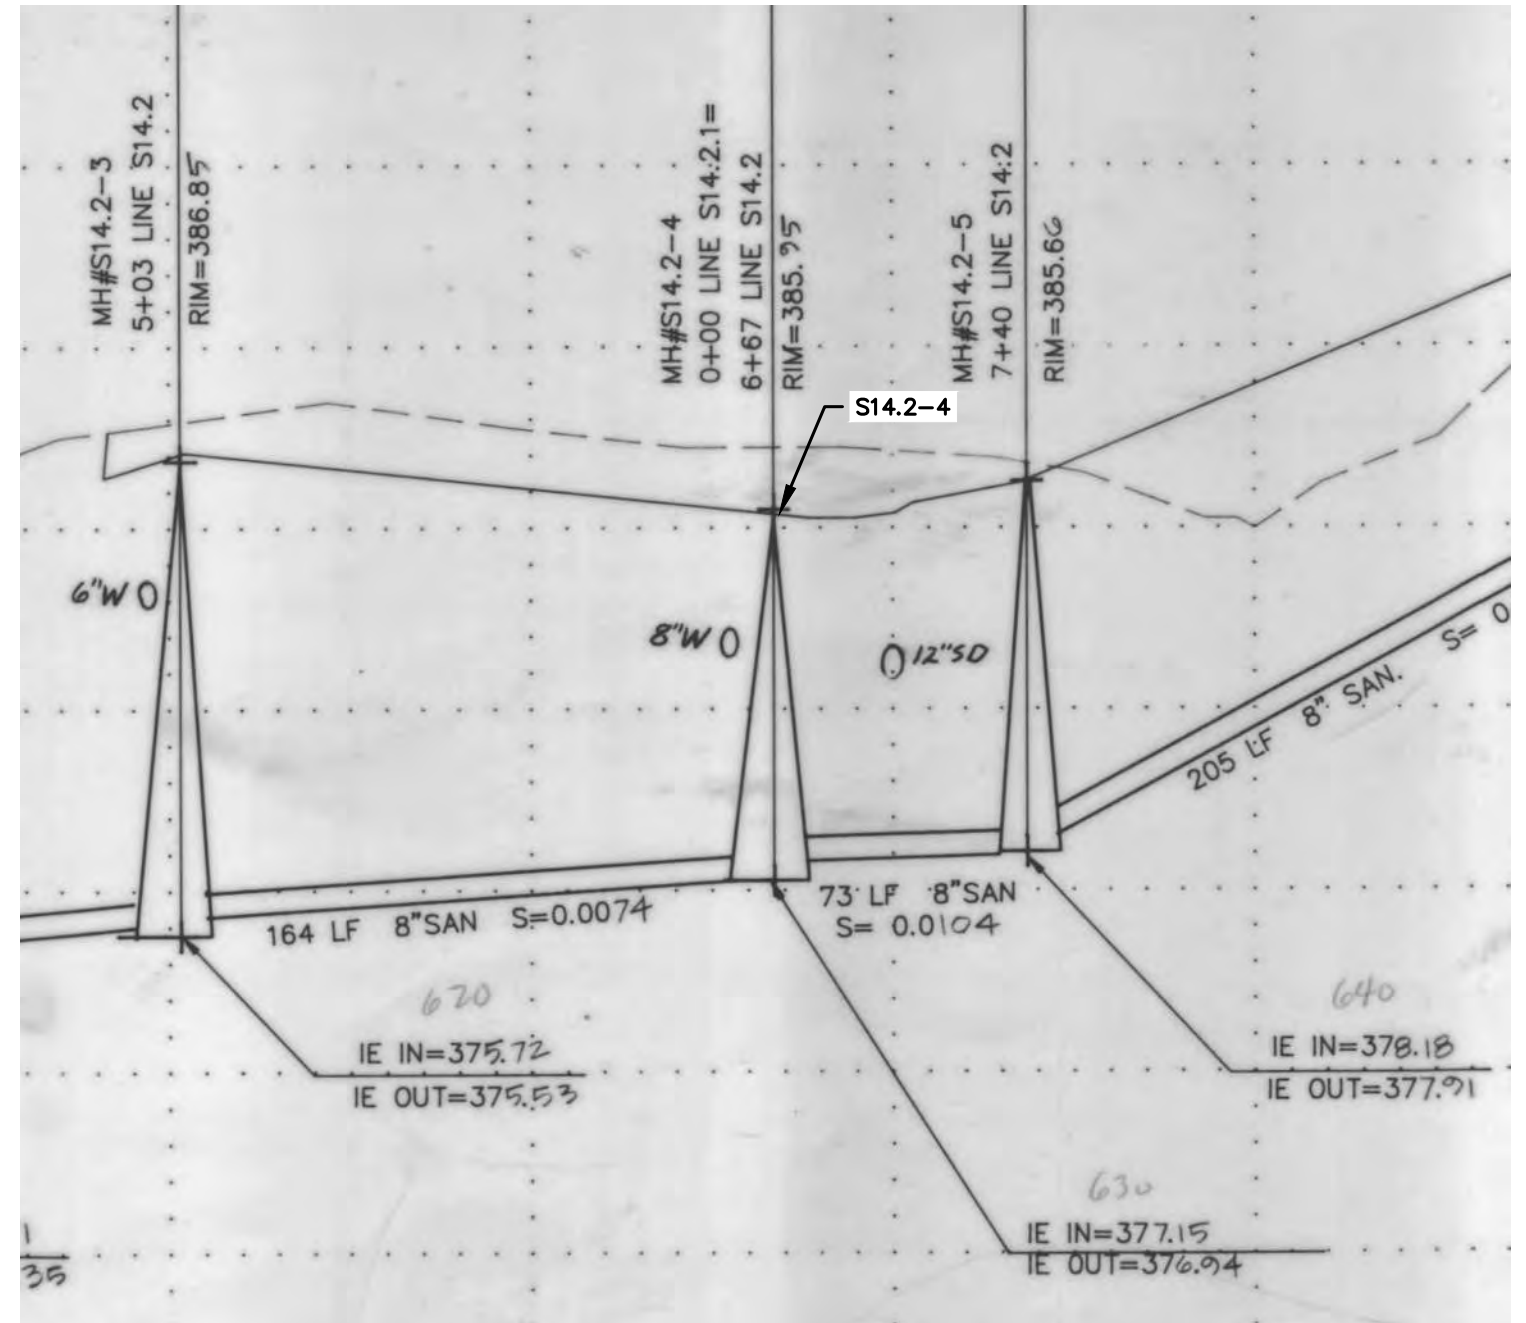 MH#S14.2-3
5+03 LINE S14.2
RIM=386.85
MH#S14.2-4
0+00 LINE S14.2.1=
6+67 LINE S14.2
RIM=385.95
MH#S14.2-5
7+40 LINE S14.2
RIM=385.66
S14.2-4
6"W
8"W
12"SD
164 LF 8"SAN S=0.0074
73 LF 8"SAN
S= 0.0104
205 LF 8" SAN. S= 0
620
IE IN=375.72
IE OUT=375.53
640
IE IN=378.18
IE OUT=377.91
630
IE IN=377.15
IE OUT=376.94
1
35